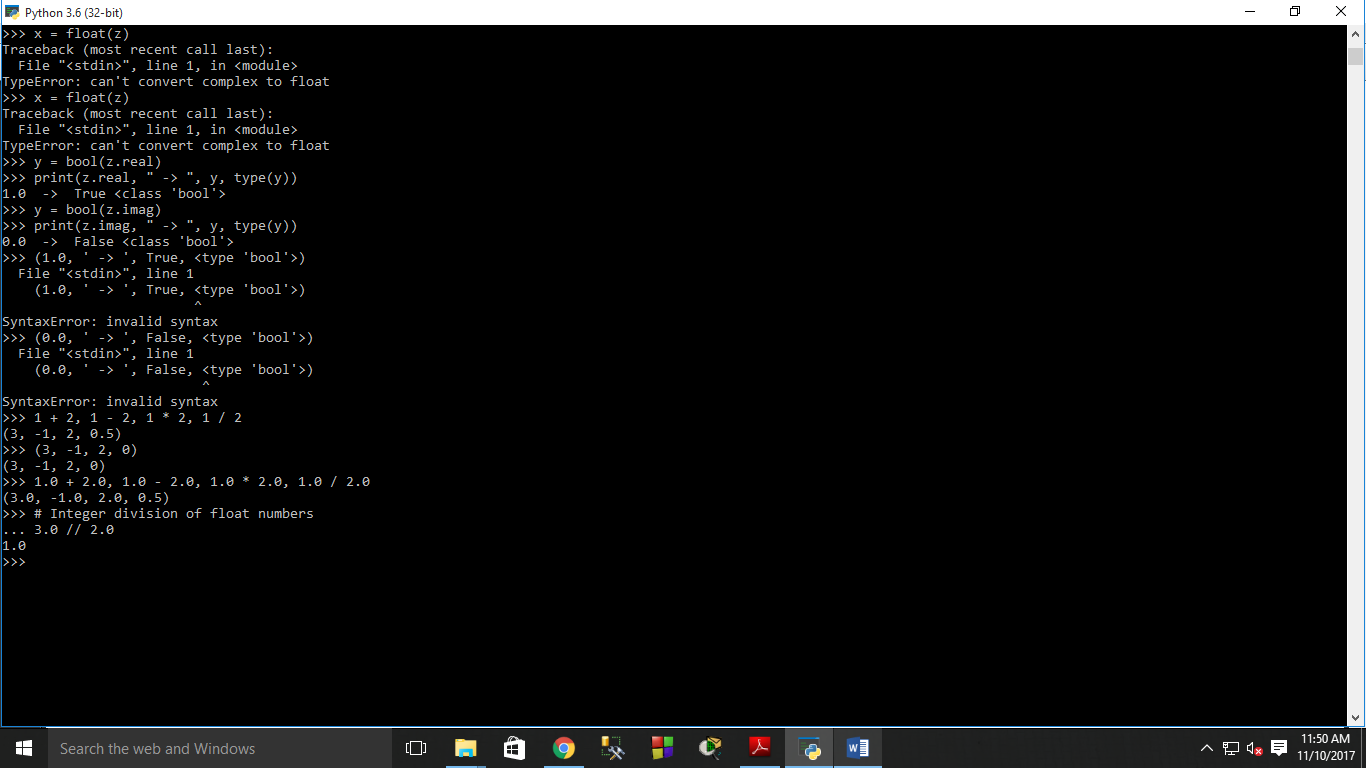 Python 3.6 (32-bit)
>>> x = float(z)
Traceback (most recent call last):
  File "<stdin>", line 1, in <module>
TypeError: can't convert complex to float
>>> x = float(z)
Traceback (most recent call last):
  File "<stdin>", line 1, in <module>
TypeError: can't convert complex to float
>>> y = bool(z.real)
>>> print(z.real, " -> ", y, type(y))
1.0  ->  True <class 'bool'>
>>> y = bool(z.imag)
>>> print(z.imag, " -> ", y, type(y))
0.0  ->  False <class 'bool'>
>>> (1.0, ' -> ', True, <type 'bool'>)
  File "<stdin>", line 1
    (1.0, ' -> ', True, <type 'bool'>)
                        ^
SyntaxError: invalid syntax
>>> (0.0, ' -> ', False, <type 'bool'>)
  File "<stdin>", line 1
    (0.0, ' -> ', False, <type 'bool'>)
                         ^
SyntaxError: invalid syntax
>>> 1 + 2, 1 - 2, 1 * 2, 1 / 2
(3, -1, 2, 0.5)
>>> (3, -1, 2, 0)
(3, -1, 2, 0)
>>> 1.0 + 2.0, 1.0 - 2.0, 1.0 * 2.0, 1.0 / 2.0
(3.0, -1.0, 2.0, 0.5)
>>> # Integer division of float numbers
... 3.0 // 2.0
1.0
>>>
Search the web and Windows
11:50 AM
11/10/2017